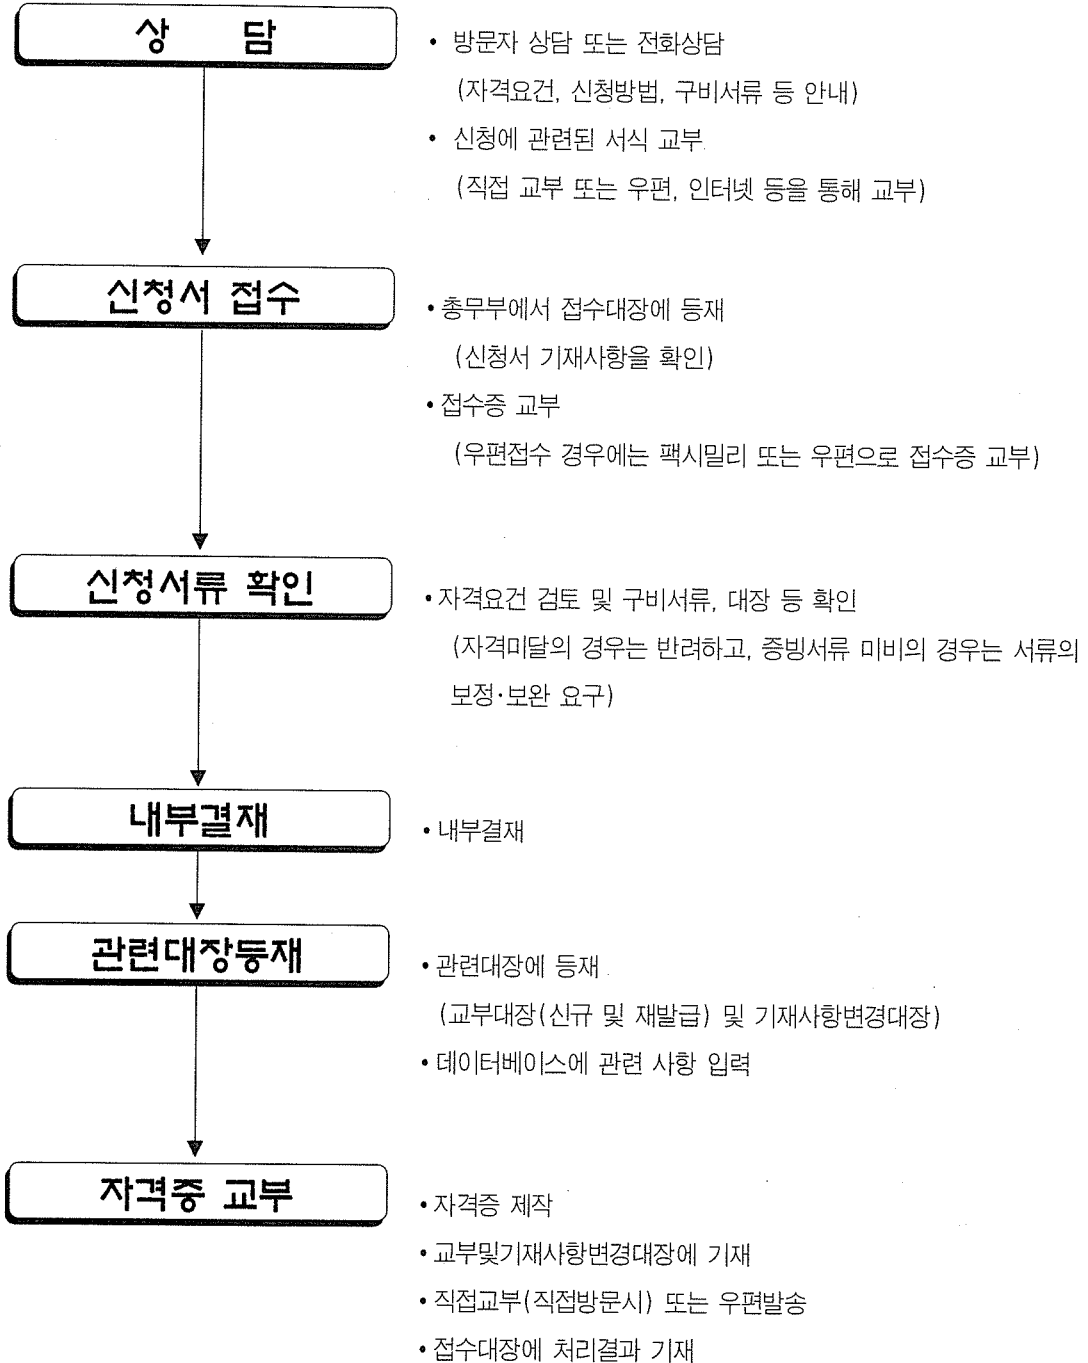 상 담
• 방문자 상담 또는 전화상담
(자격요건, 신청방법, 구비서류 등 안내)
• 신청에 관련된 서식 교부
(직접 교부 또는 우편, 인터넷 등을 통해 교부)
신청서 접수
• 총무부에서 접수대장에 등재
(신청서 기재사항을 확인)
• 접수증 교부
(우편접수 경우에는 팩시밀리 또는 우편으로 접수증 교부)
신청서류 확인
• 자격요건 검토 및 구비서류, 대장 등 확인
(자격미달의 경우는 반려하고, 증빙서류 미비의 경우는 서류의
보정·보완 요구)
내부결재
• 내부결재
관련대장등재
• 관련대장에 등재
(교부대장(신규 및 재발급) 및 기재사항변경대장)
• 데이터베이스에 관련 사항 입력
자격증 교부
• 자격증 제작
• 교부및기재사항변경대장에 기재
• 직접교부(직접방문시) 또는 우편발송
• 접수대장에 처리결과 기재